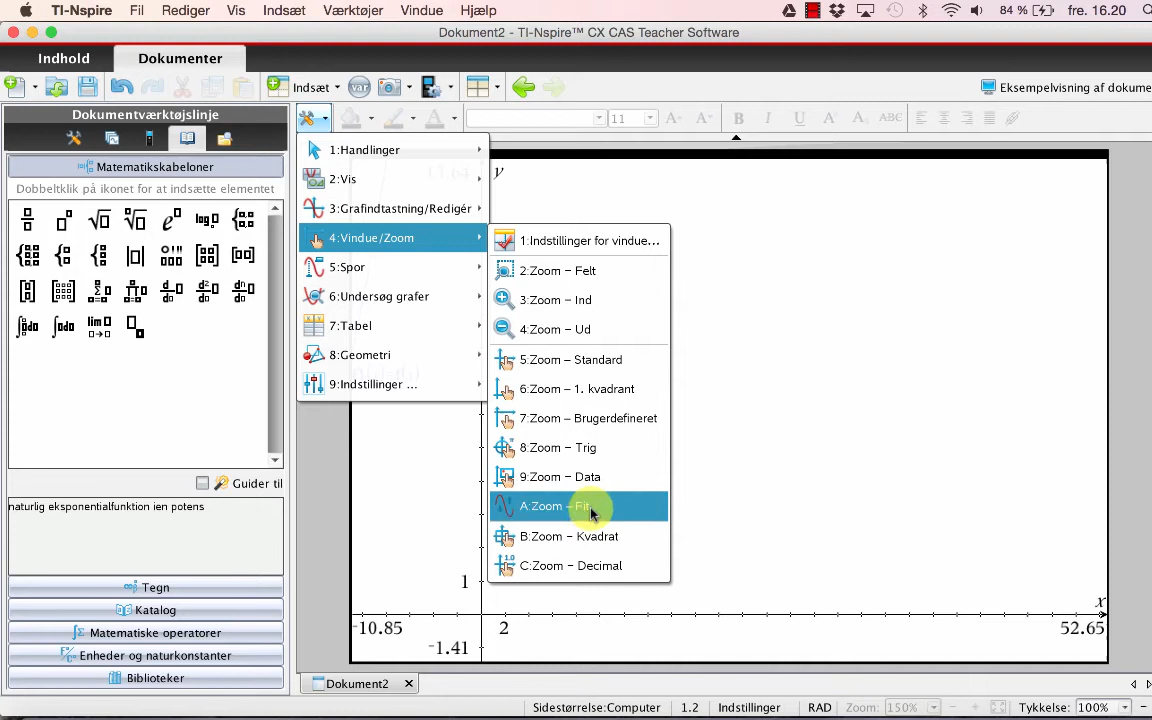 TI-Nspire Fil Rediger Vis Indsæt Værktøjer Vindue Hjælp 84 % fre. 16.20
Dokument2 - TI-Nspire™ CX CAS Teacher Software
Indhold Dokumenter
Indsæt var Eksempelvisning af dokume
Dokumentværktøjslinje
11 B I U A A ABC
Matematikskabeloner
Dobbeltklik på ikonet for at indsætte elementet
1:Handlinger
2:Vis
3:Grafindtastning/Redigér
4:Vindue/Zoom
5:Spor
6:Undersøg grafer
7:Tabel
8:Geometri
9:Indstillinger ...
1:Indstillinger for vindue...
2:Zoom – Felt
3:Zoom – Ind
4:Zoom – Ud
5:Zoom – Standard
6:Zoom – 1. kvadrant
7:Zoom – Brugerdefineret
8:Zoom – Trig
9:Zoom – Data
A:Zoom – Fit
B:Zoom – Kvadrat
C:Zoom – Decimal
y
1
x
-10.85 2 52.65
-1.41
Guider til
naturlig eksponentialfunktion ien potens
Tegn
Katalog
Matematiske operatorer
Enheder og naturkonstanter
Biblioteker
Dokument2
Sidestørrelse:Computer 1.2 Indstillinger RAD Zoom: 150% Tykkelse: 100%